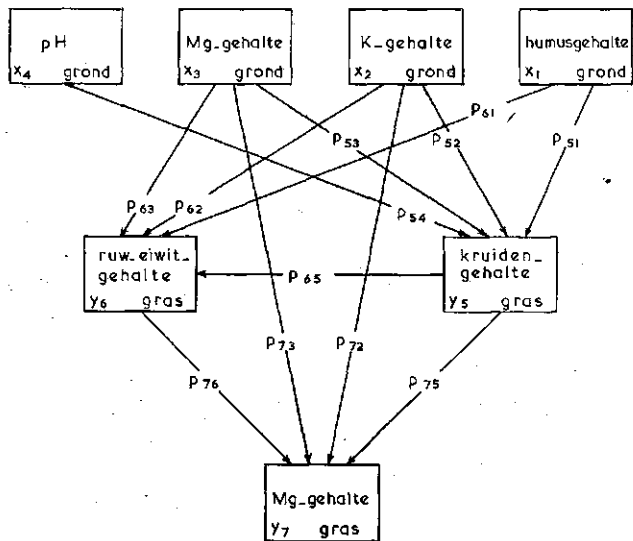 pH
x4 grond
Mg_gehalte
x3 grond
K_gehalte
x2 grond
humusgehalte
x1 grond
p61
p53
p52
p51
p63
p62
p54
ruw_eiwit_
gehalte
y6 gras
p65
kruiden_
gehalte
y5 gras
p73
p72
p76
p75
Mg_gehalte
y7 gras